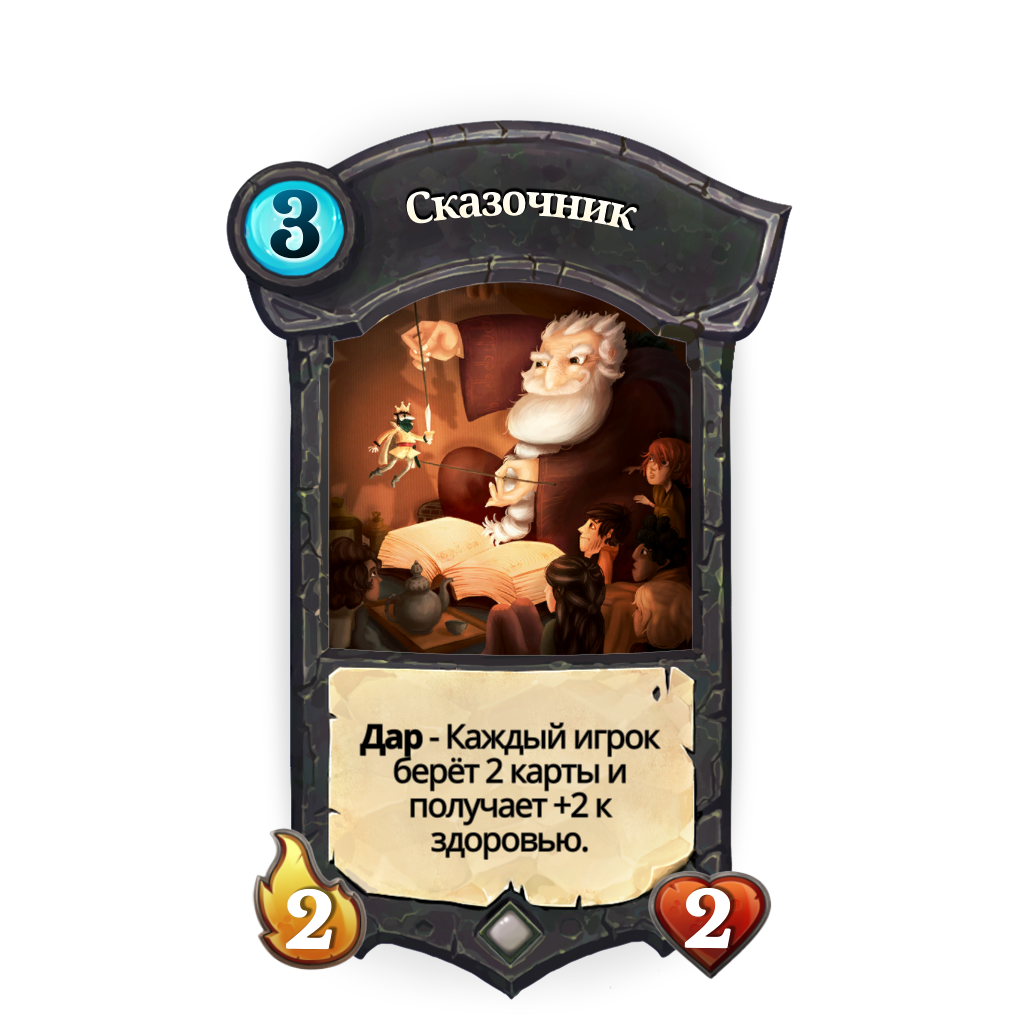 3
Сказочник
Дар - Каждый игрок
берёт 2 карты и
получает +2 к
здоровью.
2
2